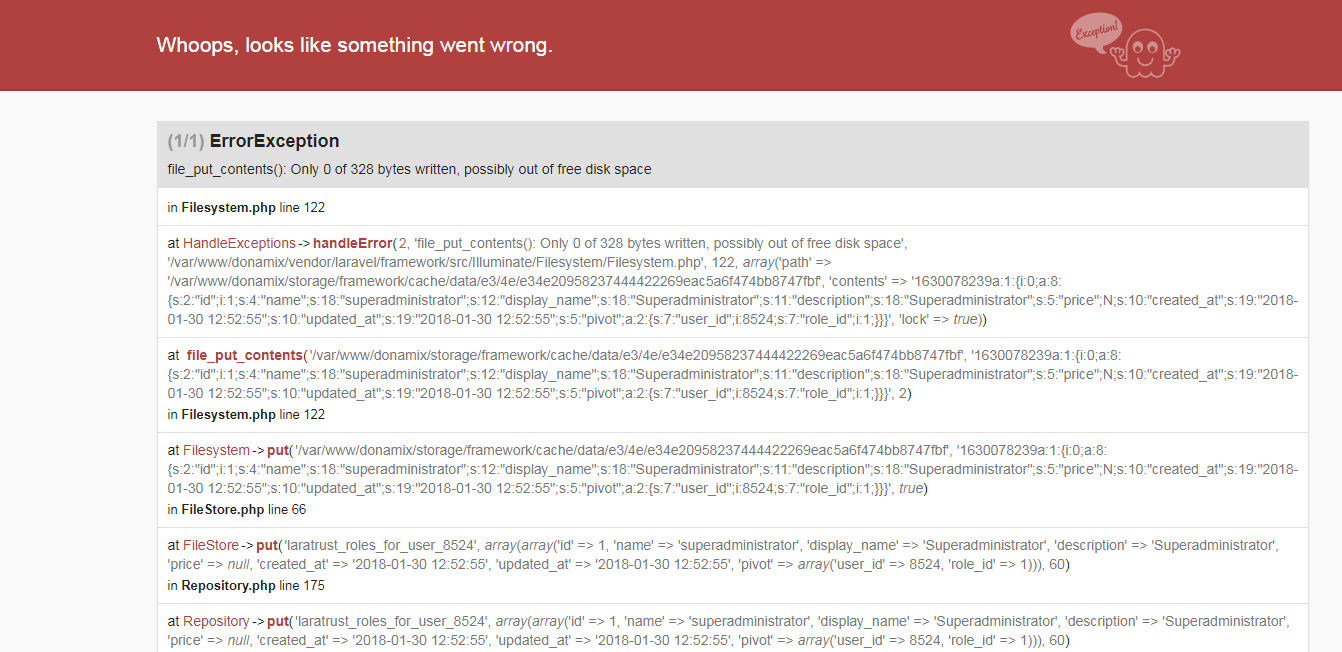 Whoops, looks like something went wrong.
Exception!
(1/1) ErrorException
file_put_contents(): Only 0 of 328 bytes written, possibly out of free disk space
in Filesystem.php line 122
at HandleExceptions->handleError(2, 'file_put_contents(): Only 0 of 328 bytes written, possibly out of free disk space',
'/var/www/donamix/vendor/laravel/framework/src/Illuminate/Filesystem/Filesystem.php', 122, array('path' =>
'/var/www/donamix/storage/framework/cache/data/e3/4e/e34e20958237444422269eac5a6f474bb8747fbf', 'contents' => '1630078239a:1:{i:0;a:8:
{s:2:"id";i:1;s:4:"name";s:18:"superadministrator";s:12:"display_name";s:18:"Superadministrator";s:11:"description";s:18:"Superadministrator";s:5:"price";N;s:10:"created_at";s:19:"2018-
01-30 12:52:55";s:10:"updated_at";s:19:"2018-01-30 12:52:55";s:5:"pivot";a:2:{s:7:"user_id";i:8524;s:7:"role_id";i:1;}}}', 'lock' => true))
at file_put_contents('/var/www/donamix/storage/framework/cache/data/e3/4e/e34e20958237444422269eac5a6f474bb8747fbf', '1630078239a:1:{i:0;a:8:
{s:2:"id";i:1;s:4:"name";s:18:"superadministrator";s:12:"display_name";s:18:"Superadministrator";s:11:"description";s:18:"Superadministrator";s:5:"price";N;s:10:"created_at";s:19:"2018-
01-30 12:52:55";s:10:"updated_at";s:19:"2018-01-30 12:52:55";s:5:"pivot";a:2:{s:7:"user_id";i:8524;s:7:"role_id";i:1;}}}', 2)
in Filesystem.php line 122
at Filesystem->put('/var/www/donamix/storage/framework/cache/data/e3/4e/e34e20958237444422269eac5a6f474bb8747fbf', '1630078239a:1:{i:0;a:8:
{s:2:"id";i:1;s:4:"name";s:18:"superadministrator";s:12:"display_name";s:18:"Superadministrator";s:11:"description";s:18:"Superadministrator";s:5:"price";N;s:10:"created_at";s:19:"2018-
01-30 12:52:55";s:10:"updated_at";s:19:"2018-01-30 12:52:55";s:5:"pivot";a:2:{s:7:"user_id";i:8524;s:7:"role_id";i:1;}}}', true)
in FileStore.php line 66
at FileStore->put('laratrust_roles_for_user_8524', array(array('id' => 1, 'name' => 'superadministrator', 'display_name' => 'Superadministrator', 'description' => 'Superadministrator',
'price' => null, 'created_at' => '2018-01-30 12:52:55', 'updated_at' => '2018-01-30 12:52:55', 'pivot' => array('user_id' => 8524, 'role_id' => 1))), 60)
in Repository.php line 175
at Repository->put('laratrust_roles_for_user_8524', array(array('id' => 1, 'name' => 'superadministrator', 'display_name' => 'Superadministrator', 'description' => 'Superadministrator',
'price' => null, 'created_at' => '2018-01-30 12:52:55', 'updated_at' => '2018-01-30 12:52:55', 'pivot' => array('user_id' => 8524, 'role_id' => 1))), 60)